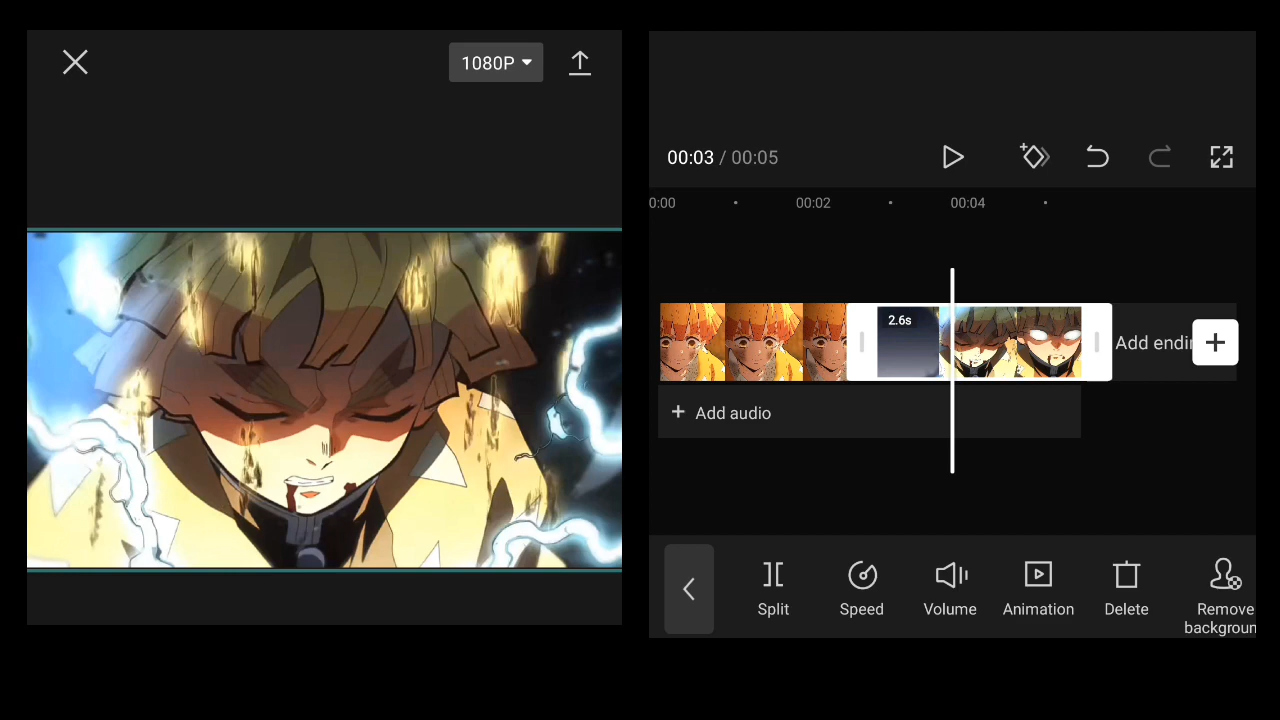 1080P
00:03 / 00:05
0:00 00:02 00:04
2.6s
Add endin
+ Add audio
Split Speed Volume Animation Delete Remove
backgroun